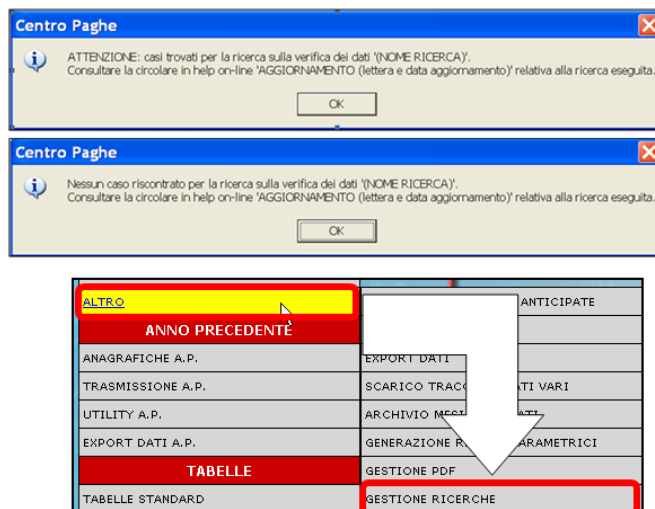 Centro Paghe
ATTENZIONE: casi trovati per la ricerca sulla verifica dei dati '(NOME RICERCA)'.
Consultare la circolare in help on-line 'AGGIORNAMENTO (lettera e data aggiornamento)' relativa alla ricerca eseguita.
OK
Centro Paghe
Nessun caso riscontrato per la ricerca sulla verifica dei dati '(NOME RICERCA)'.
Consultare la circolare in help on-line 'AGGIORNAMENTO (lettera e data aggiornamento)' relativa alla ricerca eseguita.
OK
ALTRO
ANTICIPATE
ANNO PRECEDENTE
ANAGRAFICHE A.P.
EXPORT DATI
TRASMISSIONE A.P.
SCARICO TRACC
VARI
UTILITY A.P.
ARCHIVIO
EXPORT DATI A.P.
GENERAZIONE
TABELLE
GESTIONE PDF
TABELLE STANDARD
GESTIONE RICERCHE